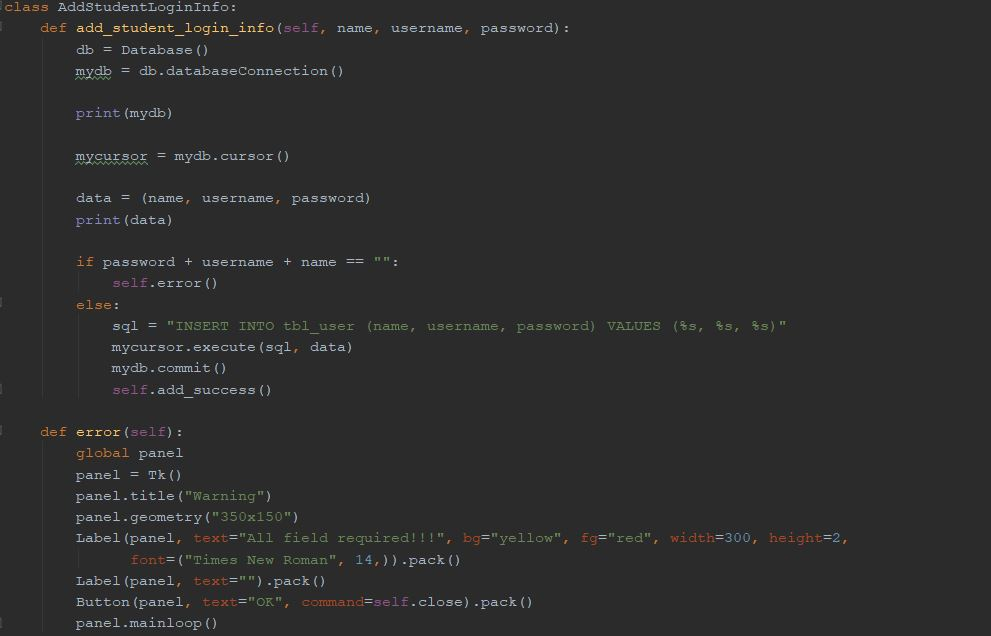 class AddStudentLoginInfo:
    def add_student_login_info(self, name, username, password):
        db = Database()
        mydb = db.databaseConnection()

        print(mydb)

        mycursor = mydb.cursor()

        data = (name, username, password)
        print(data)

        if password + username + name == "":
            self.error()
        else:
            sql = "INSERT INTO tbl_user (name, username, password) VALUES (%s, %s, %s)"
            mycursor.execute(sql, data)
            mydb.commit()
            self.add_success()

    def error(self):
        global panel
        panel = Tk()
        panel.title("Warning")
        panel.geometry("350x150")
        Label(panel, text="All field required!!!", bg="yellow", fg="red", width=300, height=2,
              font=("Times New Roman", 14,)).pack()
        Label(panel, text="").pack()
        Button(panel, text="OK", command=self.close).pack()
        panel.mainloop()